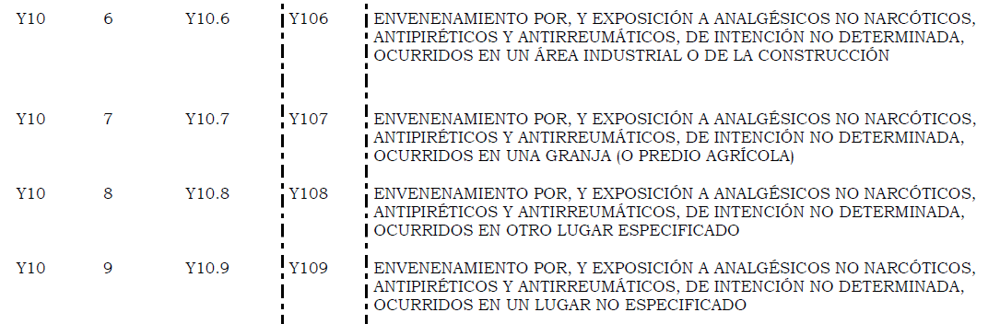 Y10 6 Y10.6 Y106 ENVENENAMIENTO POR, Y EXPOSICIÓN A ANALGÉSICOS NO NARCÓTICOS,
ANTIPIRÉTICOS Y ANTIRREUMÁTICOS, DE INTENCIÓN NO DETERMINADA,
OCURRIDOS EN UN ÁREA INDUSTRIAL O DE LA CONSTRUCCIÓN
Y10 7 Y10.7 Y107 ENVENENAMIENTO POR, Y EXPOSICIÓN A ANALGÉSICOS NO NARCÓTICOS,
ANTIPIRÉTICOS Y ANTIRREUMÁTICOS, DE INTENCIÓN NO DETERMINADA,
OCURRIDOS EN UNA GRANJA (O PREDIO AGRÍCOLA)
Y10 8 Y10.8 Y108 ENVENENAMIENTO POR, Y EXPOSICIÓN A ANALGÉSICOS NO NARCÓTICOS,
ANTIPIRÉTICOS Y ANTIRREUMÁTICOS, DE INTENCIÓN NO DETERMINADA,
OCURRIDOS EN OTRO LUGAR ESPECIFICADO
Y10 9 Y10.9 Y109 ENVENENAMIENTO POR, Y EXPOSICIÓN A ANALGÉSICOS NO NARCÓTICOS,
ANTIPIRÉTICOS Y ANTIRREUMÁTICOS, DE INTENCIÓN NO DETERMINADA,
OCURRIDOS EN UN LUGAR NO ESPECIFICADO